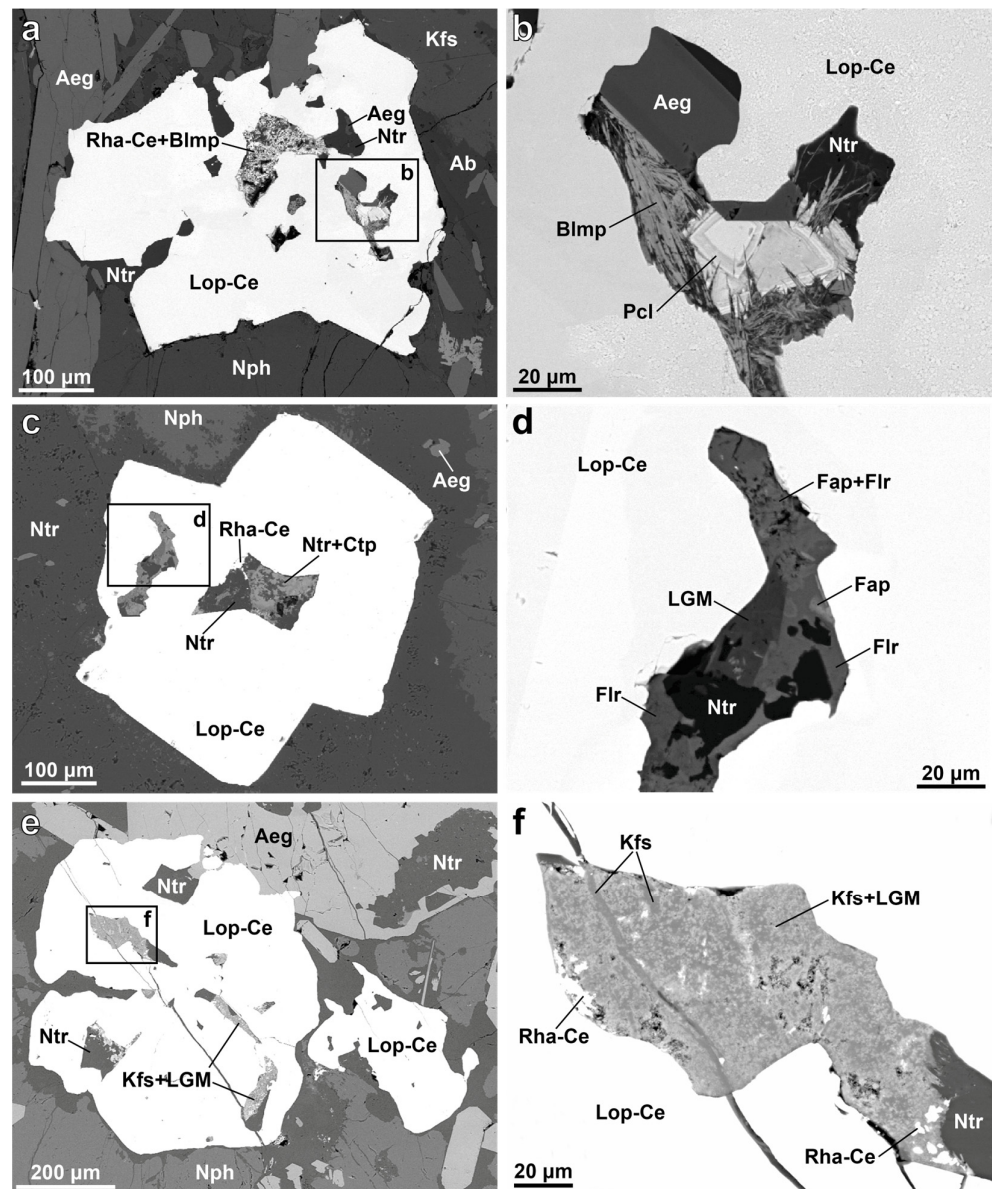 a
Kfs
Aeg
Aeg
Ntr
Rha-Ce+Blmp
Ab
b
Ntr
Lop-Ce
Nph
100 µm
b
Lop-Ce
Aeg
Ntr
Blmp
Pcl
20 µm
c
Nph
Aeg
Ntr
d
Rha-Ce
Ntr+Ctp
Ntr
Lop-Ce
100 µm
d
Lop-Ce
Fap+Flr
LGM
Fap
Flr
Flr
Ntr
20 µm
e
Aeg
Ntr
Ntr
f
Lop-Ce
Ntr
Lop-Ce
Kfs+LGM
Nph
200 µm
f
Kfs
Kfs+LGM
Rha-Ce
Lop-Ce
Ntr
Rha-Ce
20 µm